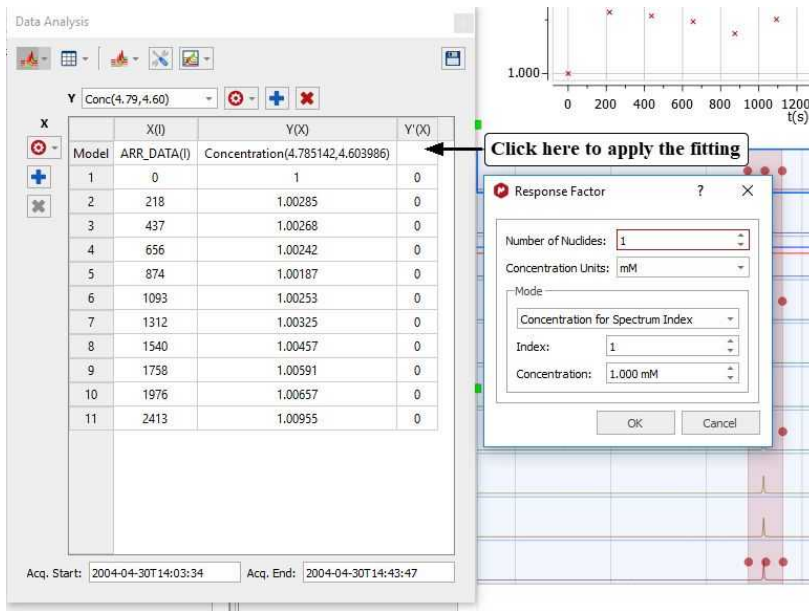 Data Analysis
Y Conc(4.79,4.60)
X
X(I) Y(X) Y'(X)
Model ARR_DATA(I) Concentration(4.785142,4.603986)
1 0 1 0
2 218 1.00285 0
3 437 1.00268 0
4 656 1.00242 0
5 874 1.00187 0
6 1093 1.00253 0
7 1312 1.00325 0
8 1540 1.00457 0
9 1758 1.00591 0
10 1976 1.00657 0
11 2413 1.00955 0
Acq. Start: 2004-04-30T14:03:34 Acq. End: 2004-04-30T14:43:47
1.000
0 200 400 600 800 1000 1200
t(s)
Click here to apply the fitting
Response Factor ? X
Number of Nuclides: 1
Concentration Units: mM
Mode
Concentration for Spectrum Index
Index: 1
Concentration: 1.000 mM
OK Cancel